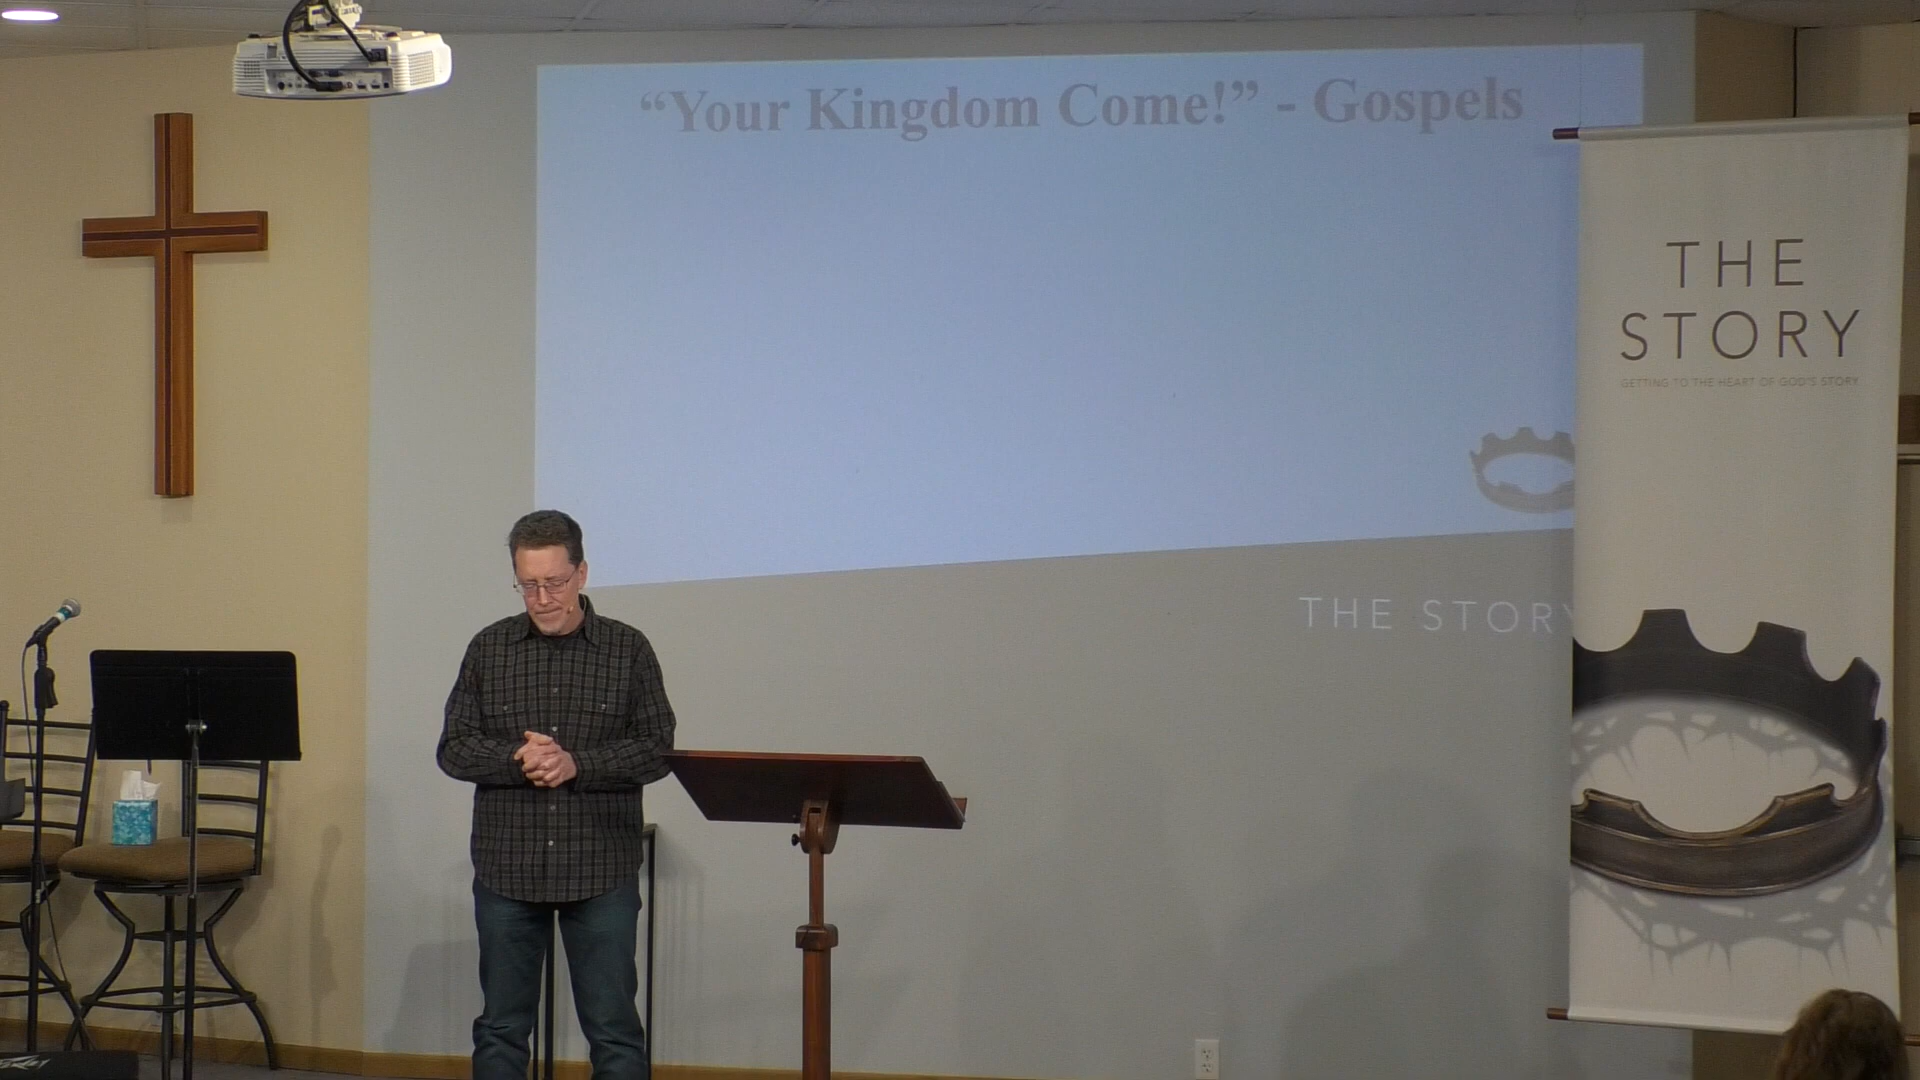 “Your Kingdom Come!” - Gospels
THE STORY
THE
STORY
GETTING TO THE HEART OF GOD'S STORY